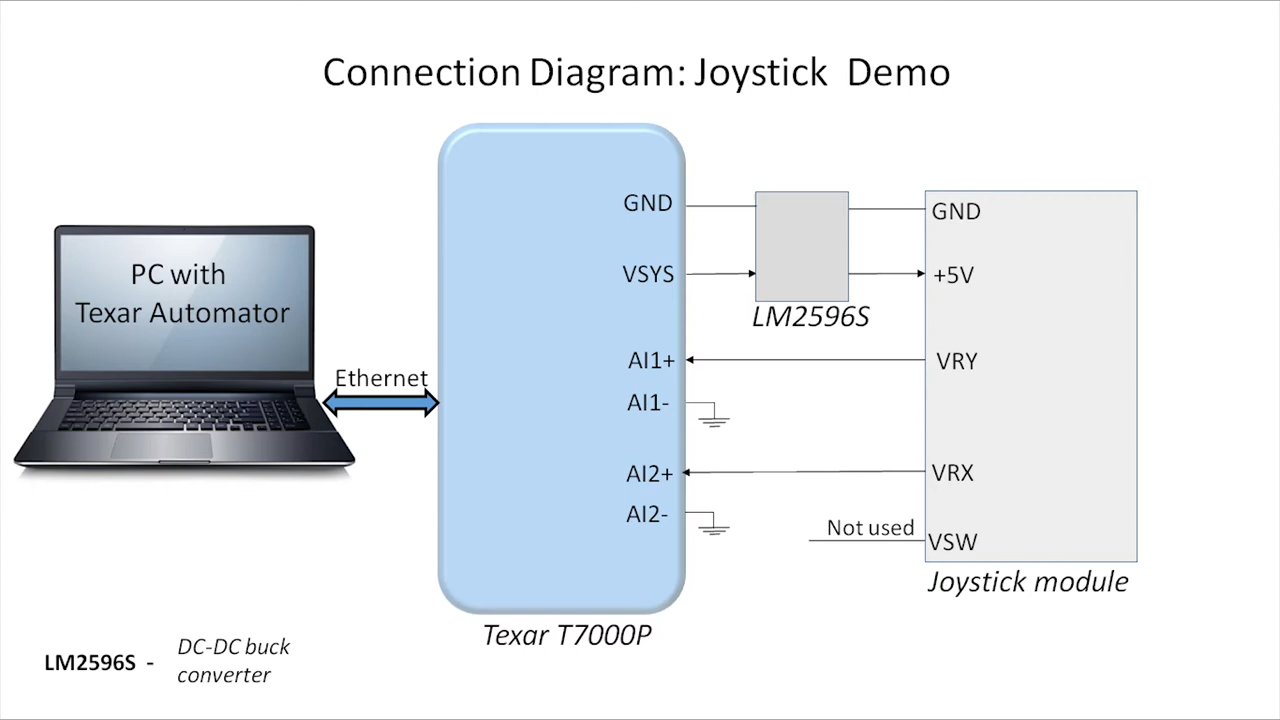 Connection Diagram: Joystick Demo
PC with
Texar Automator
Ethernet
GND
VSYS
AI1+
AI1-
AI2+
AI2-
Texar T7000P
LM2596S
GND
+5V
VRY
VRX
Not used
VSW
Joystick module
LM2596S - DC-DC buck
converter